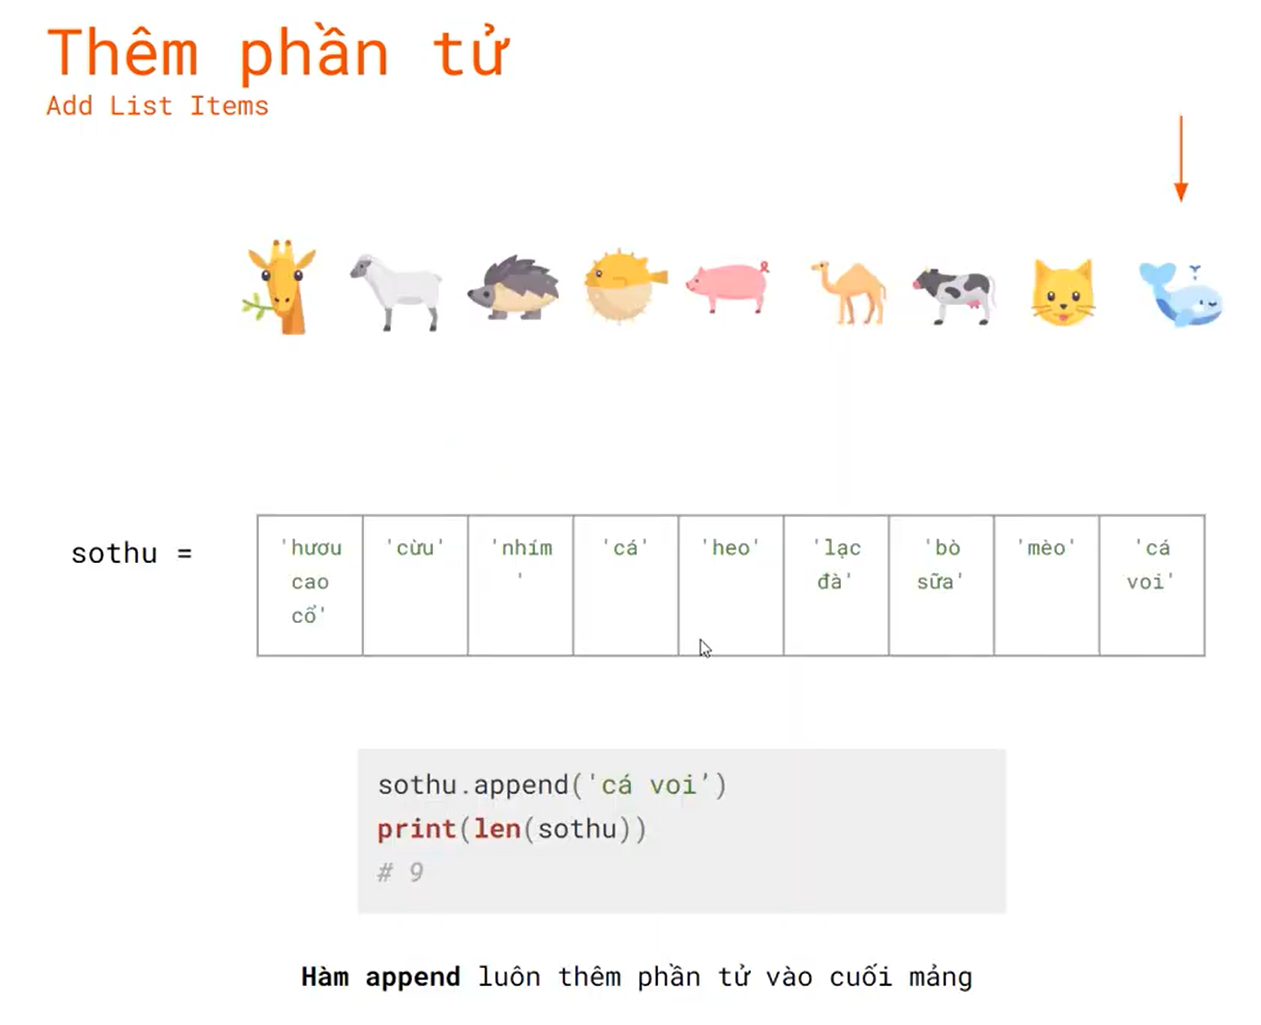 Thêm phần tử
Add List Items
sothu =
'hươu
cao
cổ'
'cừu'
'nhím
'
'cá'
'heo'
'lạc
đà'
'bò
sữa'
'mèo'
'cá
voi'
sothu.append('cá voi’)
print(len(sothu))
# 9
Hàm append luôn thêm phần tử vào cuối mảng